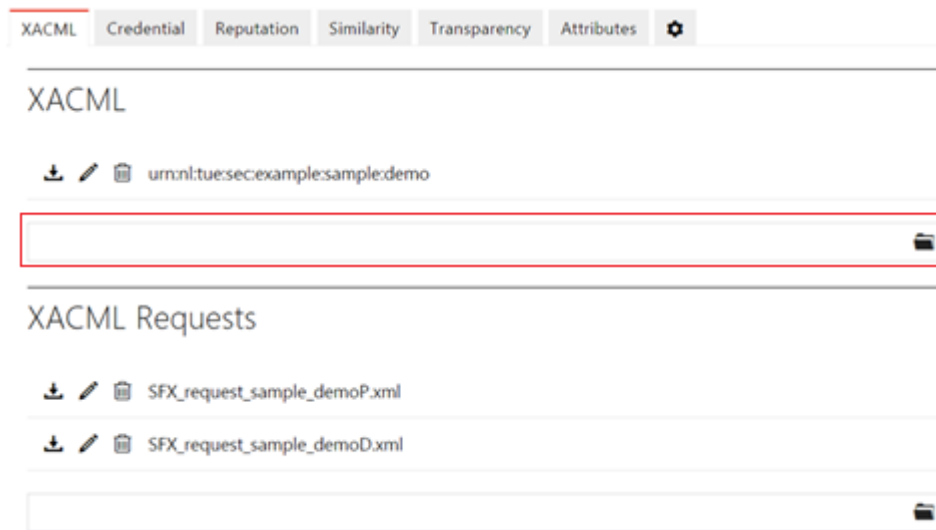 XACML Credential Reputation Similarity Transparency Attributes
XACML
urn:nl:tue:sec:example:sample:demo
XACML Requests
SFX_request_sample_demoP.xml
SFX_request_sample_demoD.xml